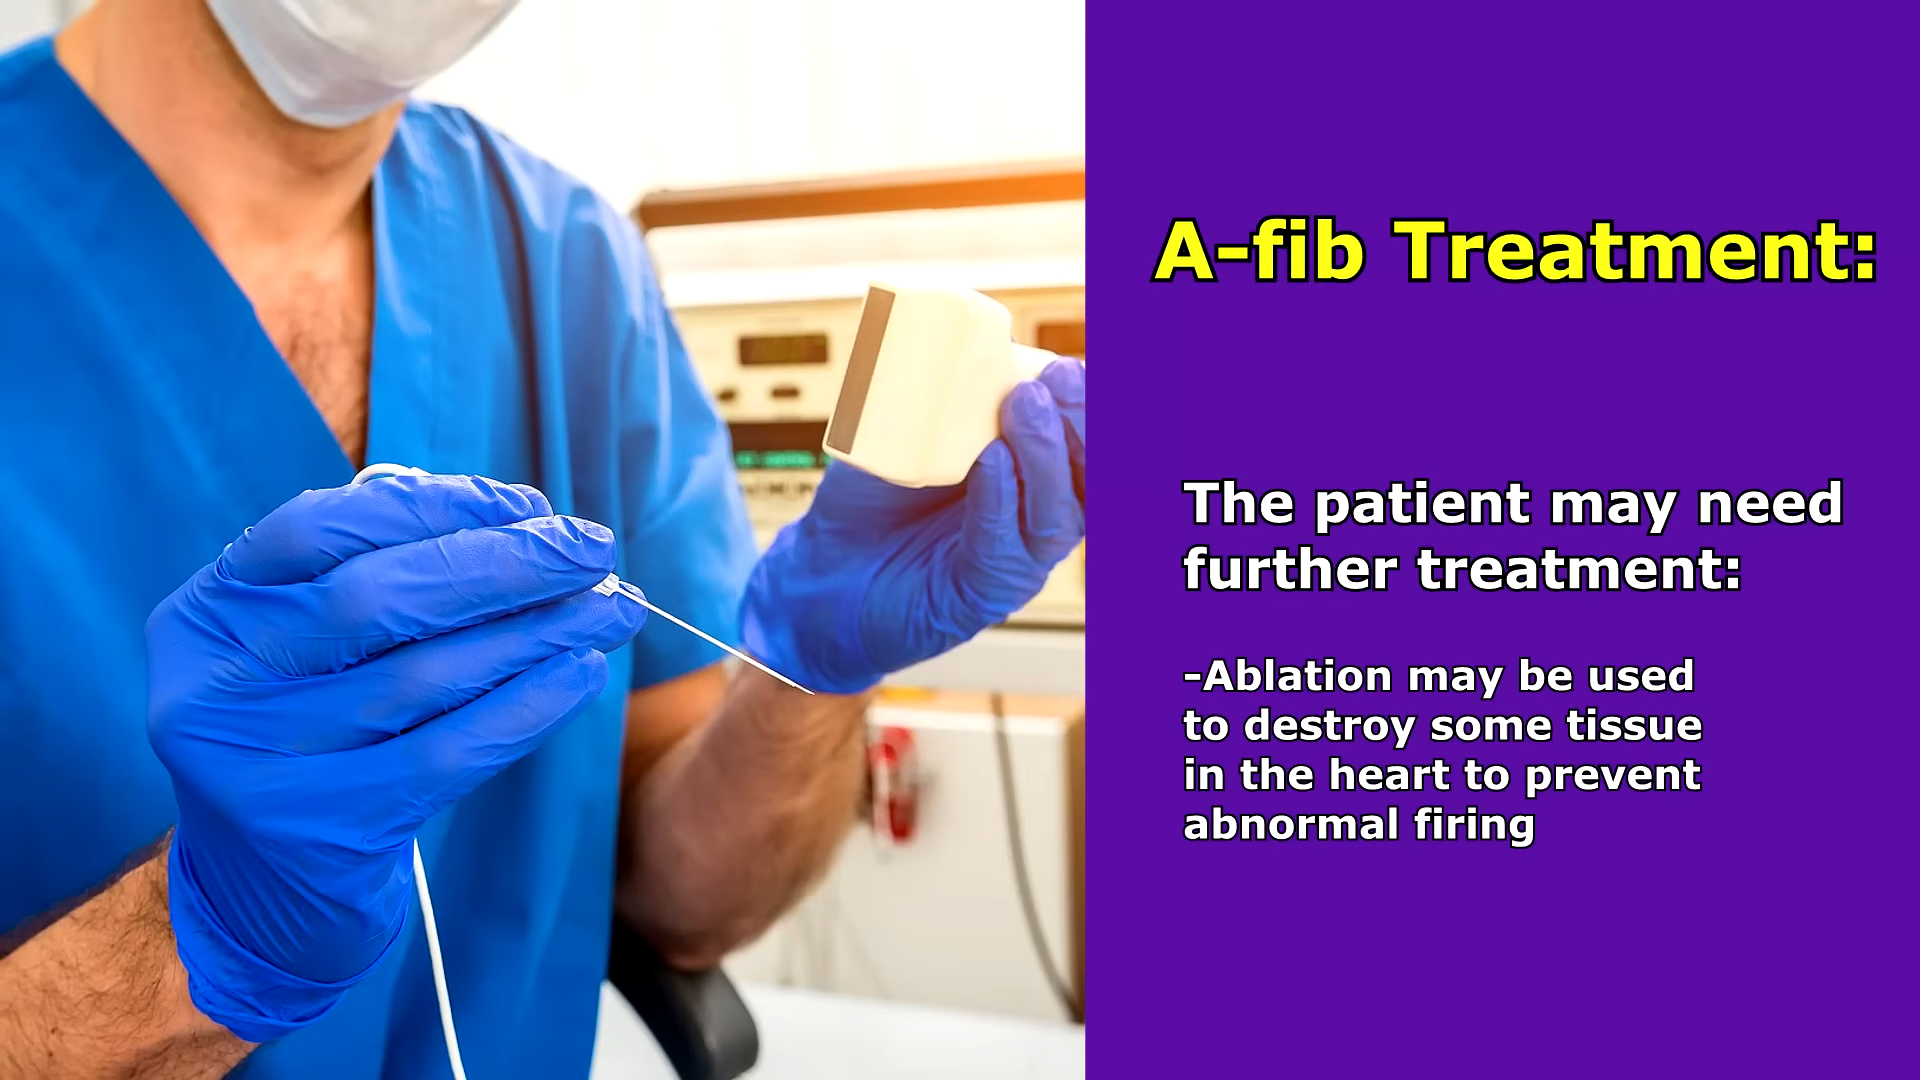 A-fib Treatment:
The patient may need
further treatment:
-Ablation may be used
to destroy some tissue
in the heart to prevent
abnormal firing